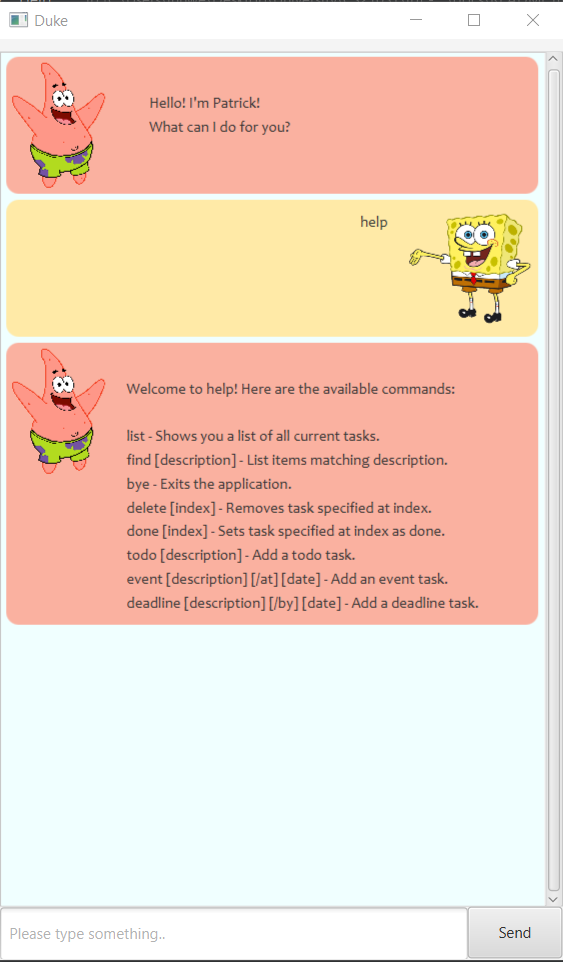 Duke
Hello! I'm Patrick!
What can I do for you?
help
Welcome to help! Here are the available commands:
list - Shows you a list of all current tasks.
find [description] - List items matching description.
bye - Exits the application.
delete [index] - Removes task specified at index.
done [index] - Sets task specified at index as done.
todo [description] - Add a todo task.
event [description] [/at] [date] - Add an event task.
deadline [description] [/by] [date] - Add a deadline task.
Please type something..
Send